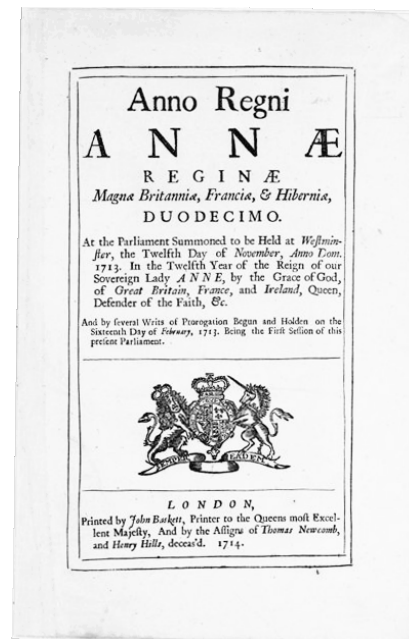 Anno Regni
ANNÆ
REGINÆ
Magnæ Britanniæ, Franciæ, & Hiberniæ,
DUODECIMO.
At the Parliament Summoned to be Held at Weſtmin-
ſter, the Twelfth Day of November, Anno Dom.
1713. In the Twelfth Year of the Reign of our
Sovereign Lady ANNE, by the Grace of God,
of Great Britain, France, and Ireland, Queen,
Defender of the Faith, &c.
And by ſeveral Writs of Prorogation Begun and Holden on the
Sixteenth Day of February, 1713. Being the Firſt Seſſion of this
preſent Parliament.
SEMPER EADEM
LONDON,
Printed by John Baskett, Printer to the Queens moſt Excel-
lent Majeſty, And by the Aſſigns of Thomas Newcomb,
and Henry Hills, deceas'd. 1714.